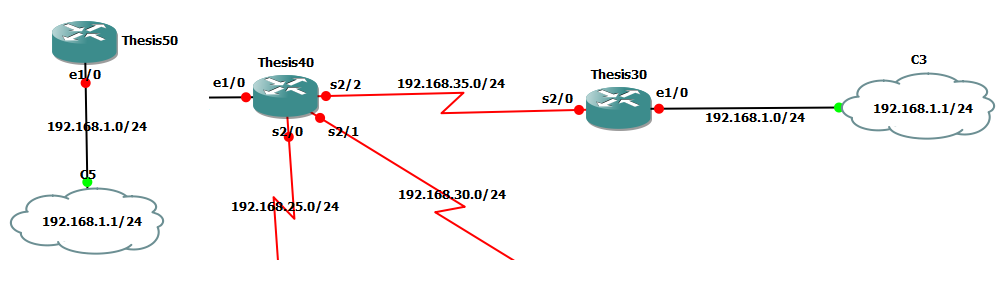 Thesis50
e1/0
192.168.1.0/24
C5
192.168.1.1/24
Thesis40
e1/0
s2/2
s2/0
s2/1
192.168.25.0/24
192.168.30.0/24
192.168.35.0/24
Thesis30
s2/0
e1/0
192.168.1.0/24
C3
192.168.1.1/24